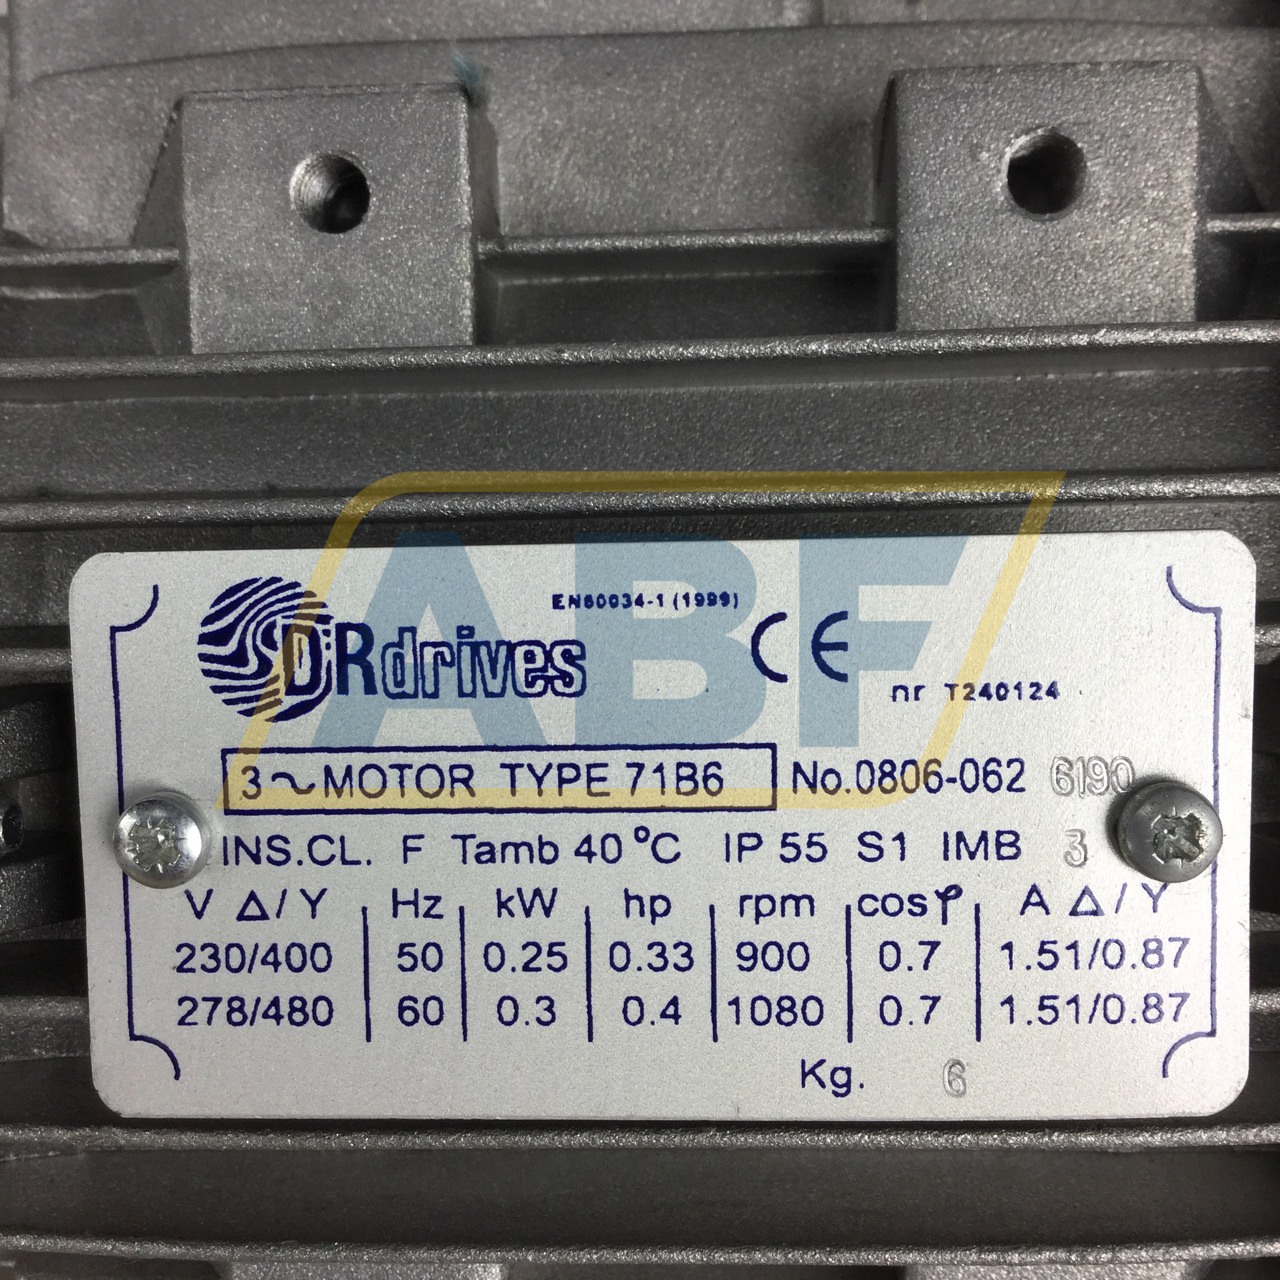 ABF
EN60034-1 (1999)
SDRdrives CE
nr T240124
3~MOTOR TYPE 71B6 No.0806-062 6190
INS.CL. F Tamb 40°C IP 55 S1 IMB 3
V Δ/Y Hz kW hp rpm cosφ A Δ/Y
230/400 50 0.25 0.33 900 0.7 1.51/0.87
278/480 60 0.3 0.4 1080 0.7 1.51/0.87
Kg. 6